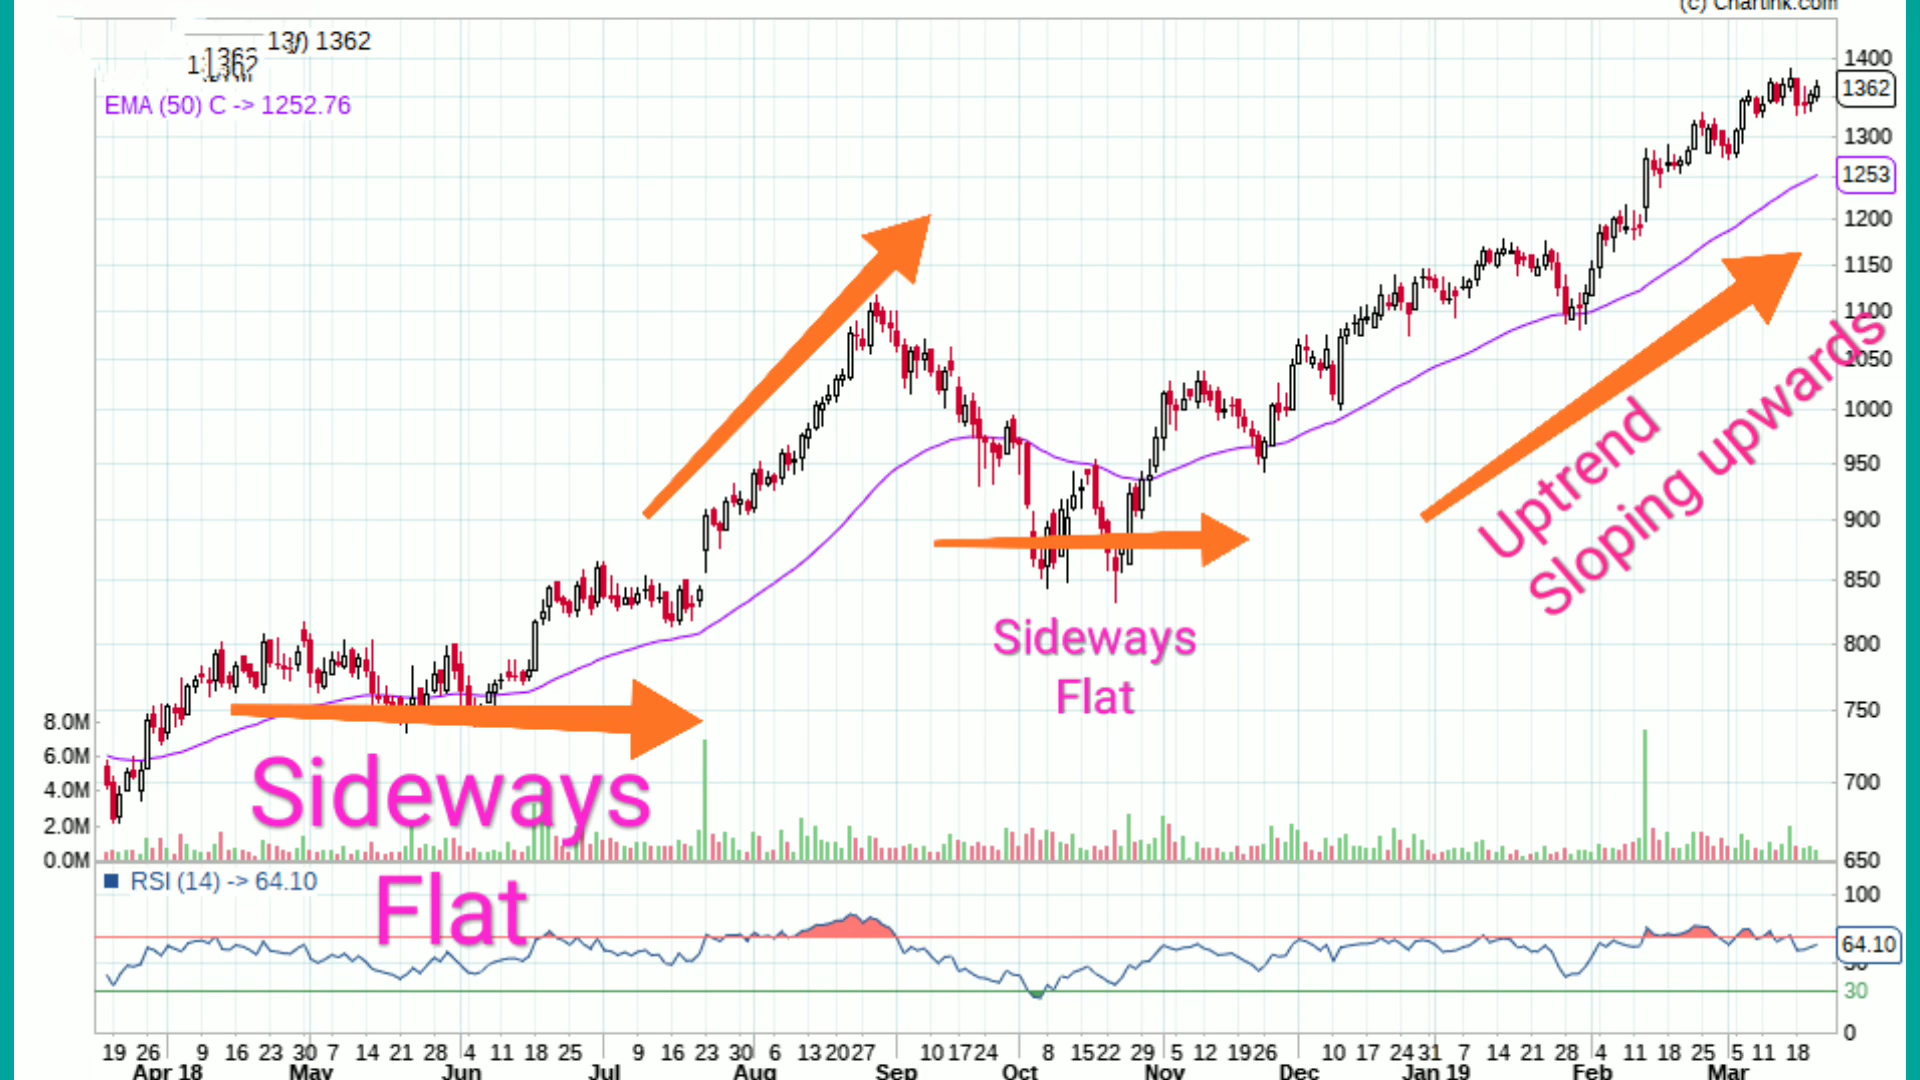 (c) Chartink.com
13/) 1362
1362
EMA (50) C -> 1252.76
1400
1362
1300
1253
1200
1150
1100
1050
1000
950
900
850
800
750
700
650
Uptrend
Sloping upwards
Sideways
Flat
8.0M
6.0M
4.0M
2.0M
0.0M
Sideways
Flat
RSI (14) -> 64.10
100
64.10
50
30
0
19 26 9 16 23 30 7 14 21 28 4 11 18 25 9 16 23 30 6 13 20 27 10 17 24 8 15 22 29 5 12 19 26 10 17 24 31 7 14 21 28 4 11 18 25 5 11 18
Apr 18 May Jun Jul Aug Sep Oct Nov Dec Jan 19 Feb Mar